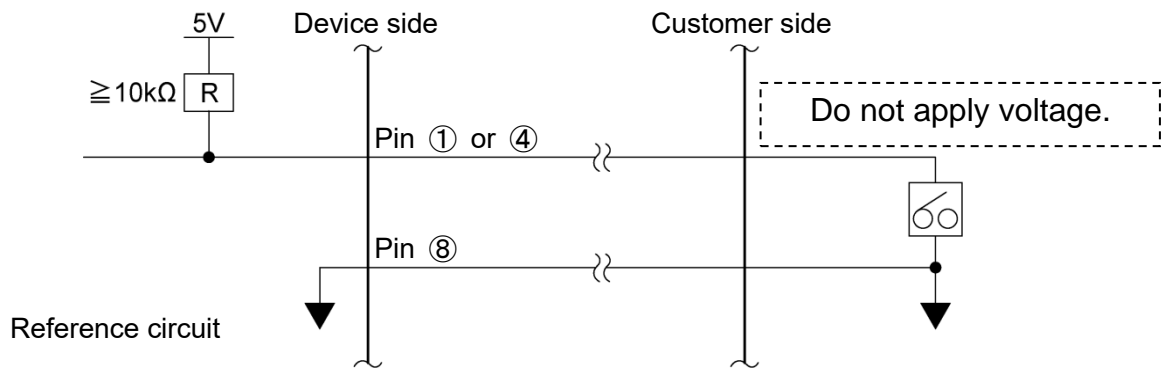 5V
Device side
Customer side
≧10kΩ
R
Do not apply voltage.
Pin ① or ④
Pin ⑧
Reference circuit